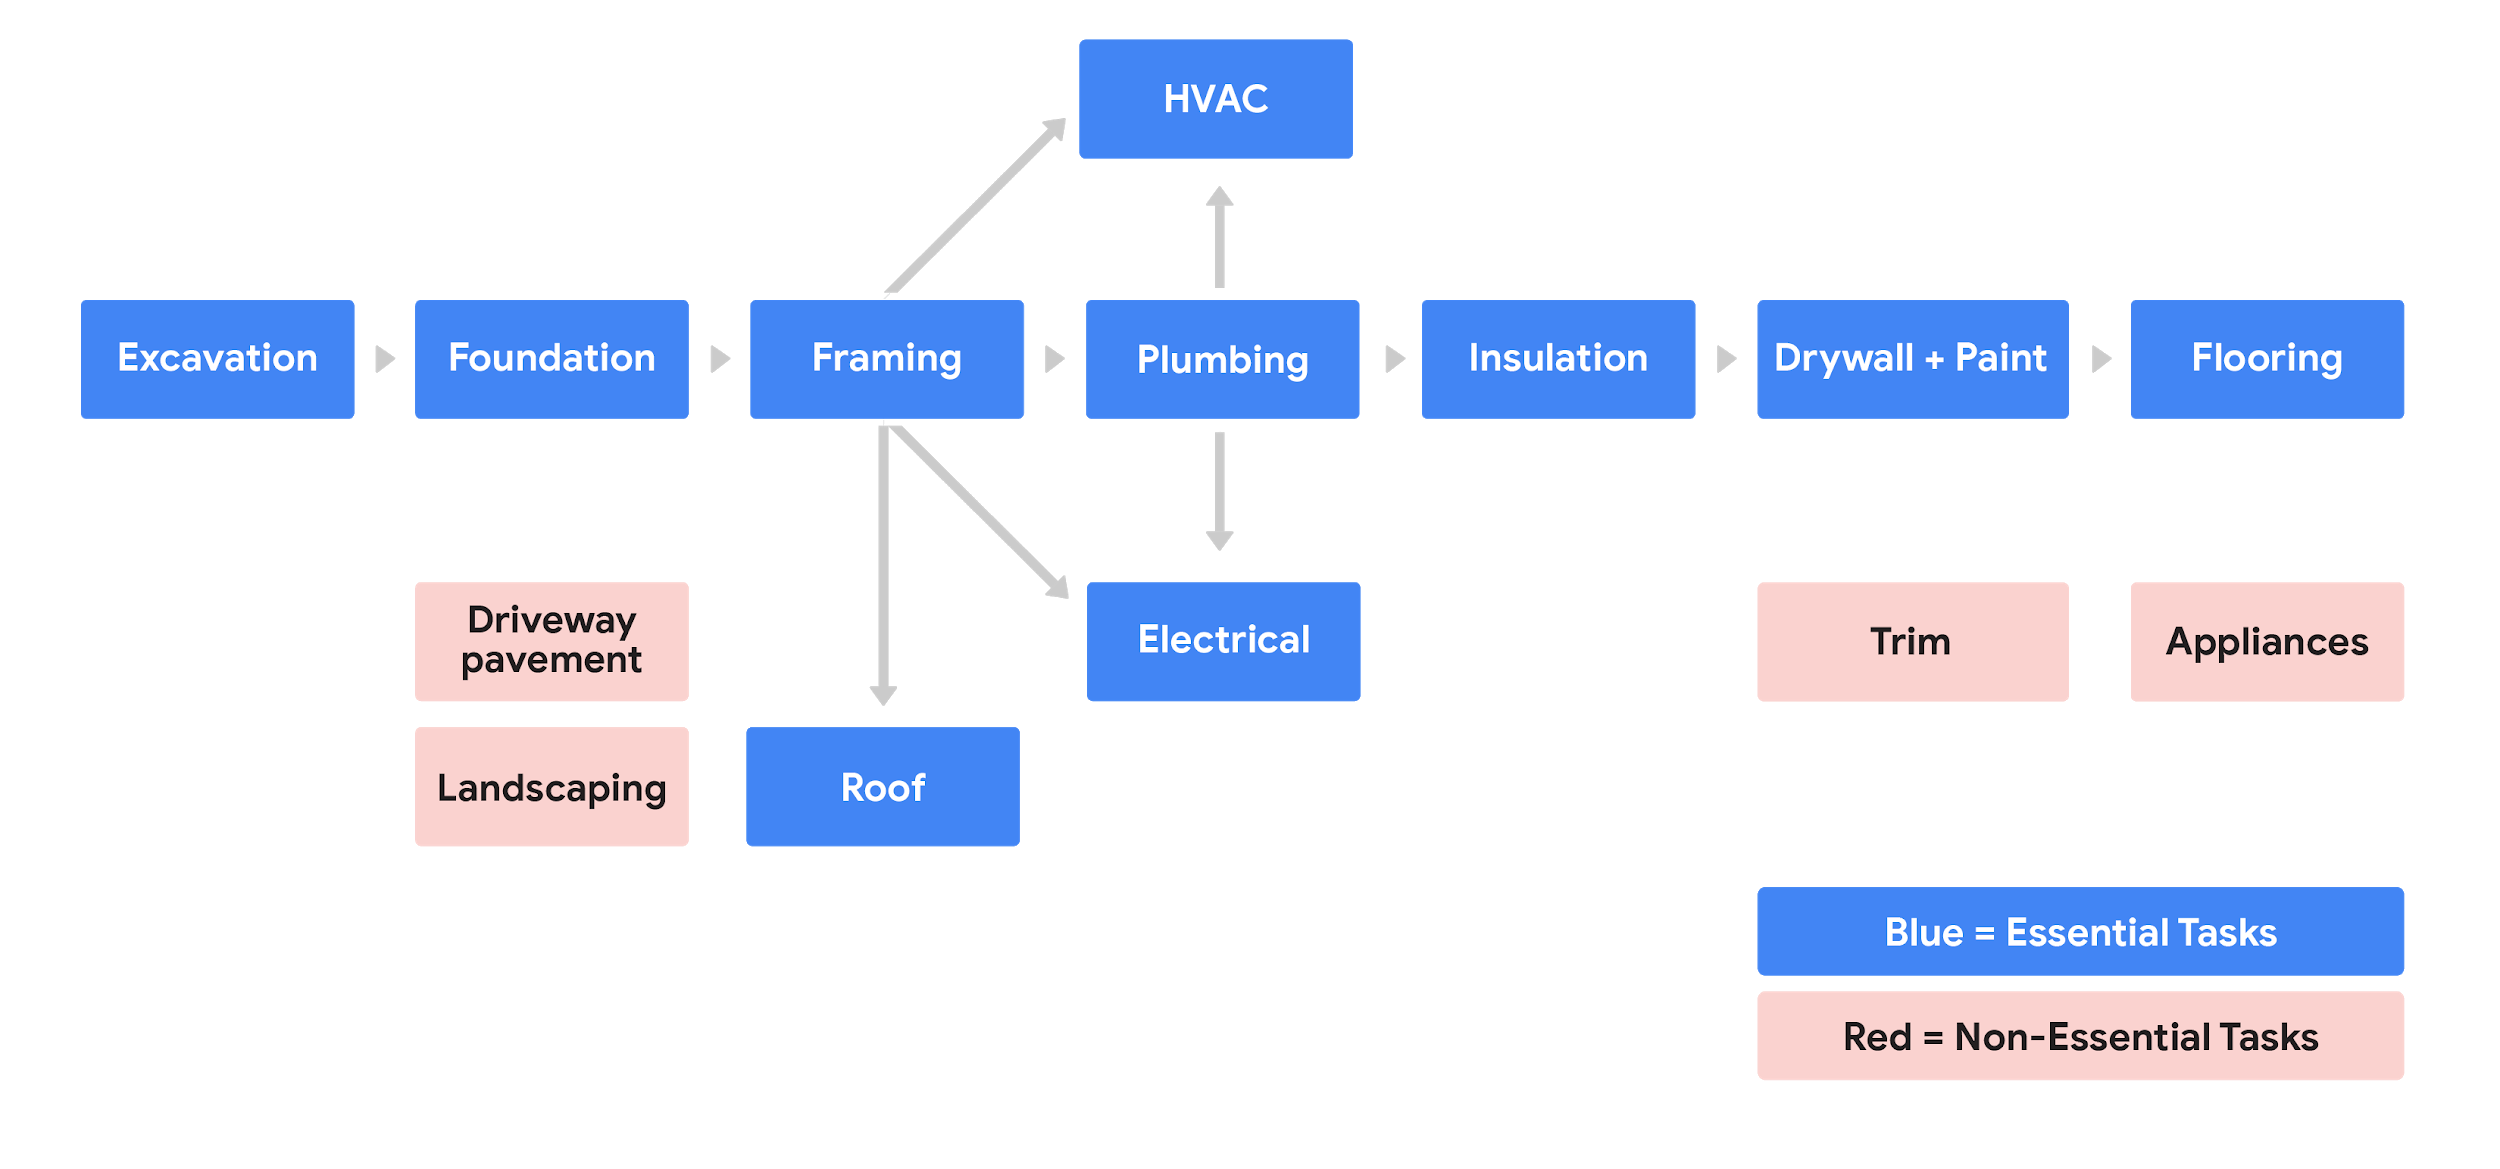 HVAC
Excavation
Foundation
Framing
Plumbing
Insulation
Drywall + Paint
Flooring
Driveway
pavement
Electrical
Trim
Appliances
Landscaping
Roof
Blue = Essential Tasks
Red = Non-Essential Tasks